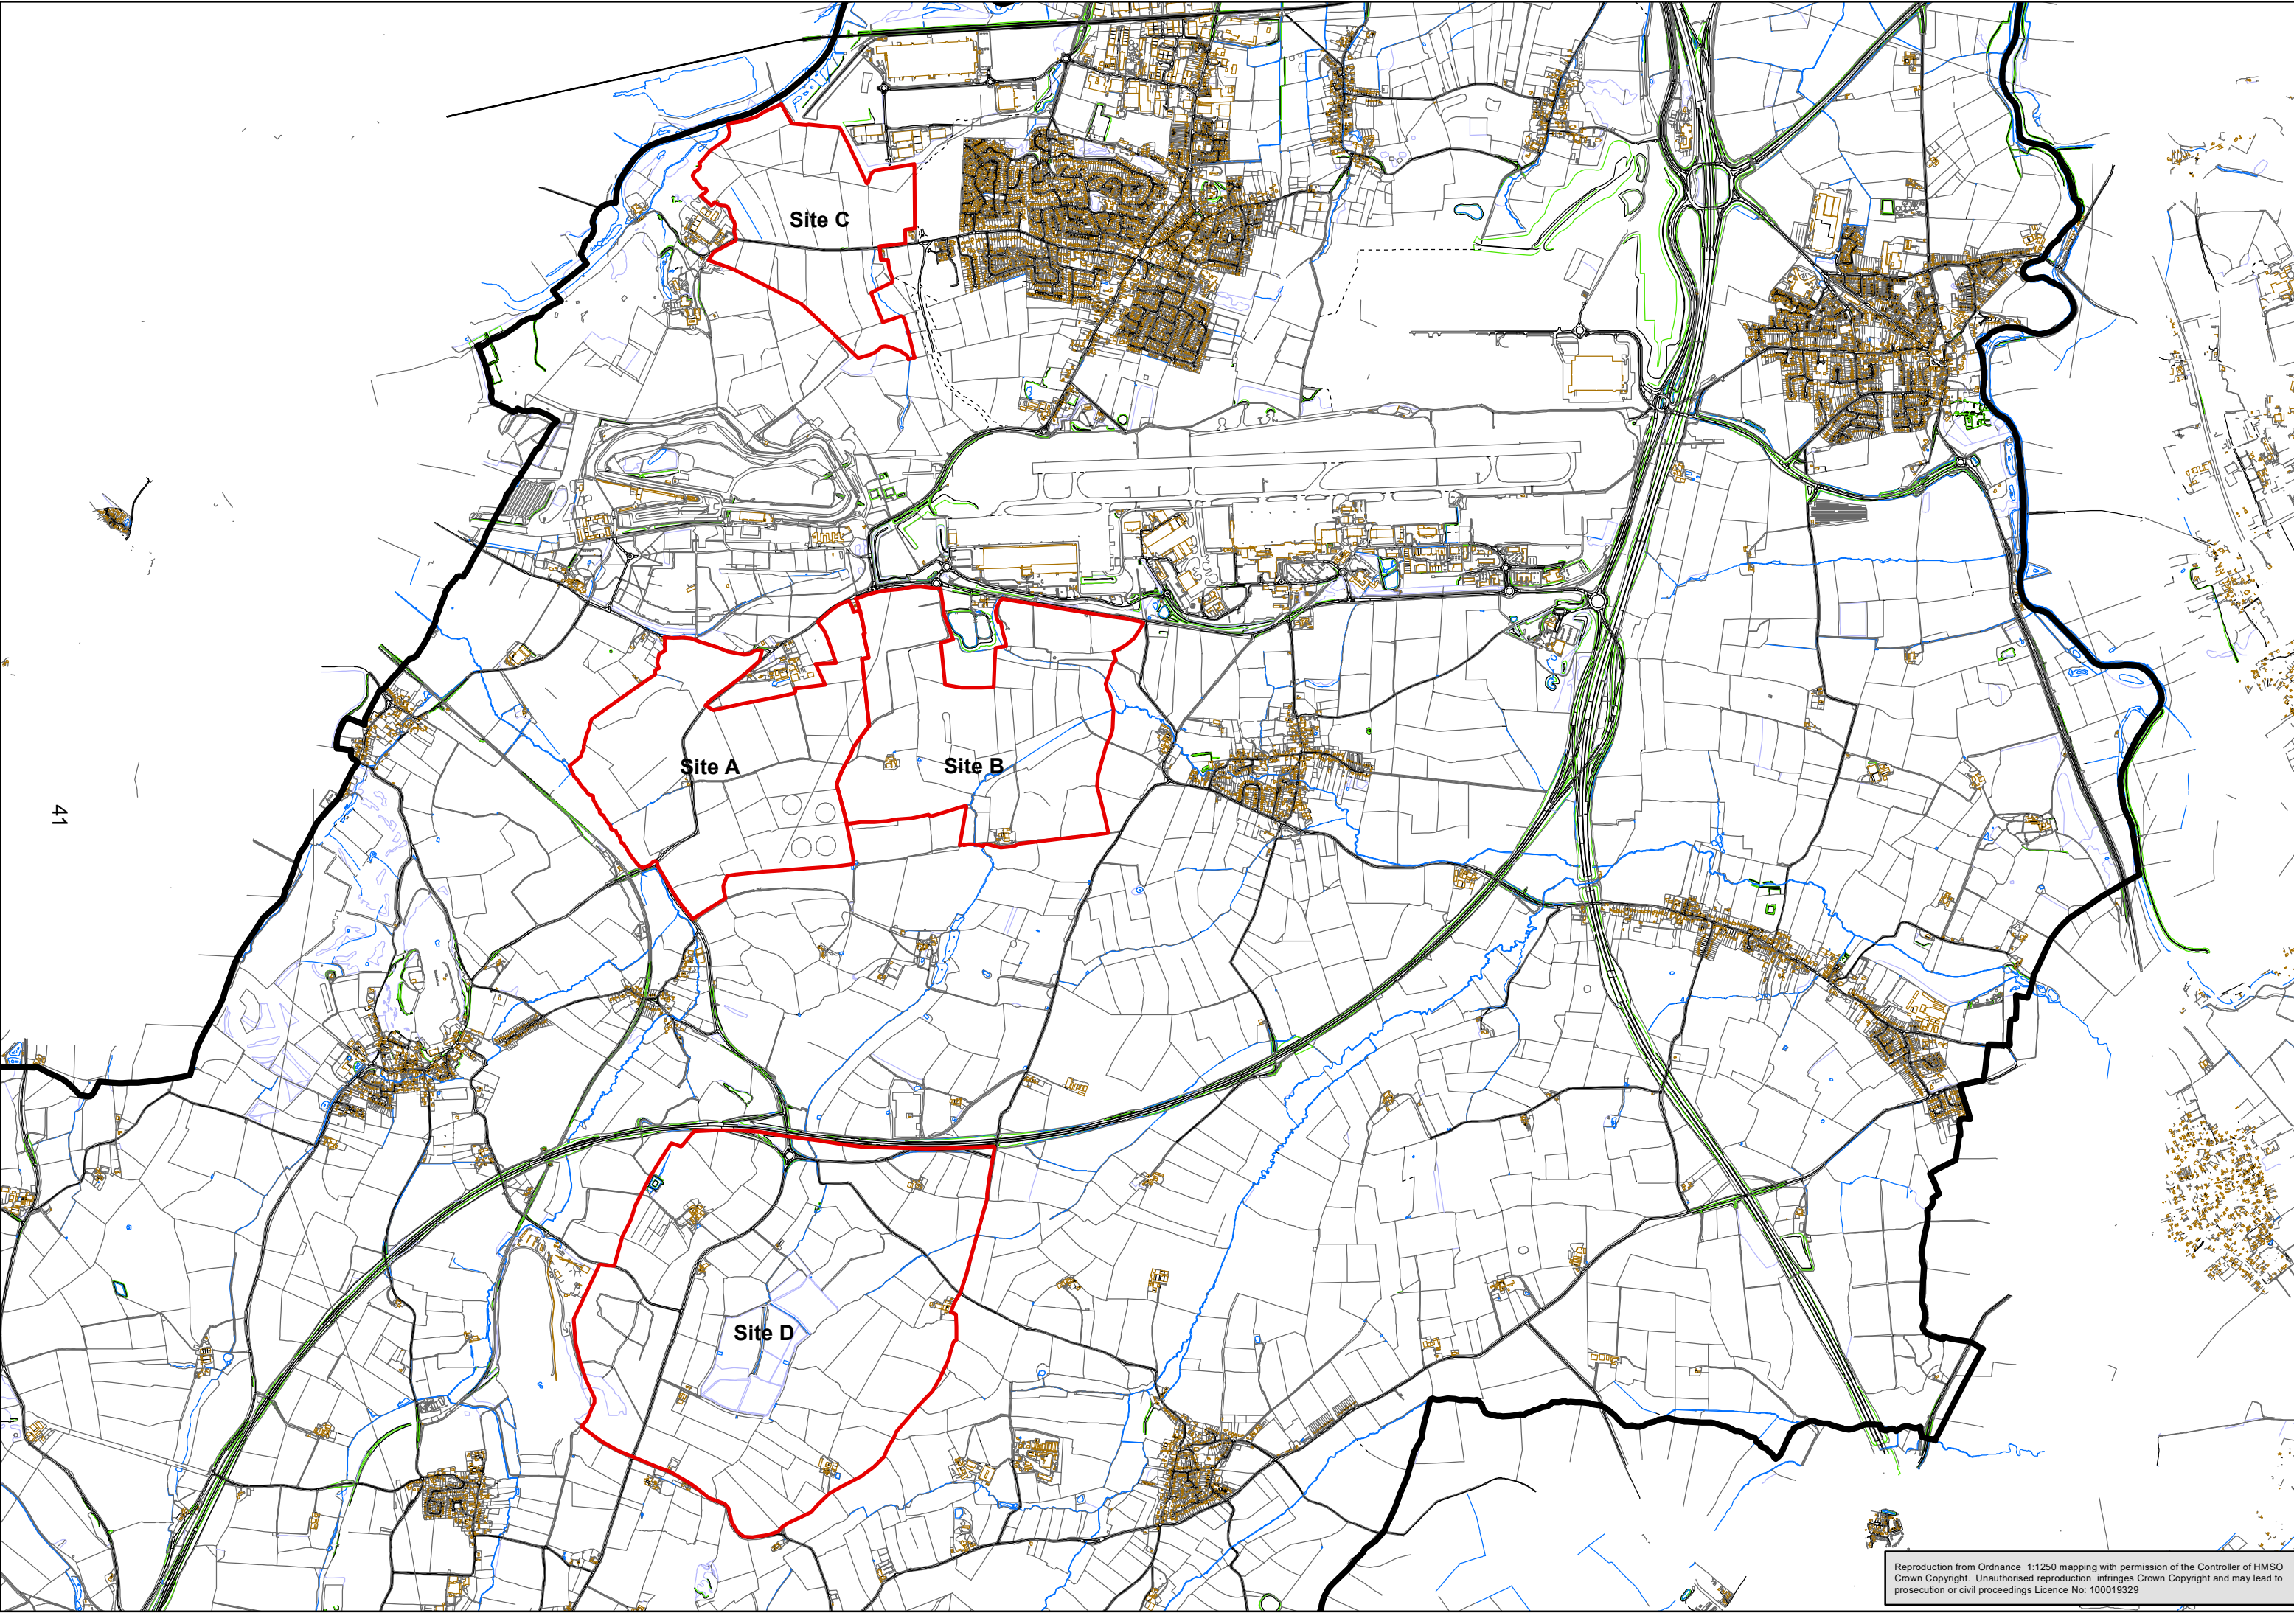 Site C
Site A
Site B
41
Site D
Reproduction from Ordnance 1:1250 mapping with permission of the Controller of HMSO
Crown Copyright. Unauthorised reproduction infringes Crown Copyright and may lead to
prosecution or civil proceedings Licence No: 100019329